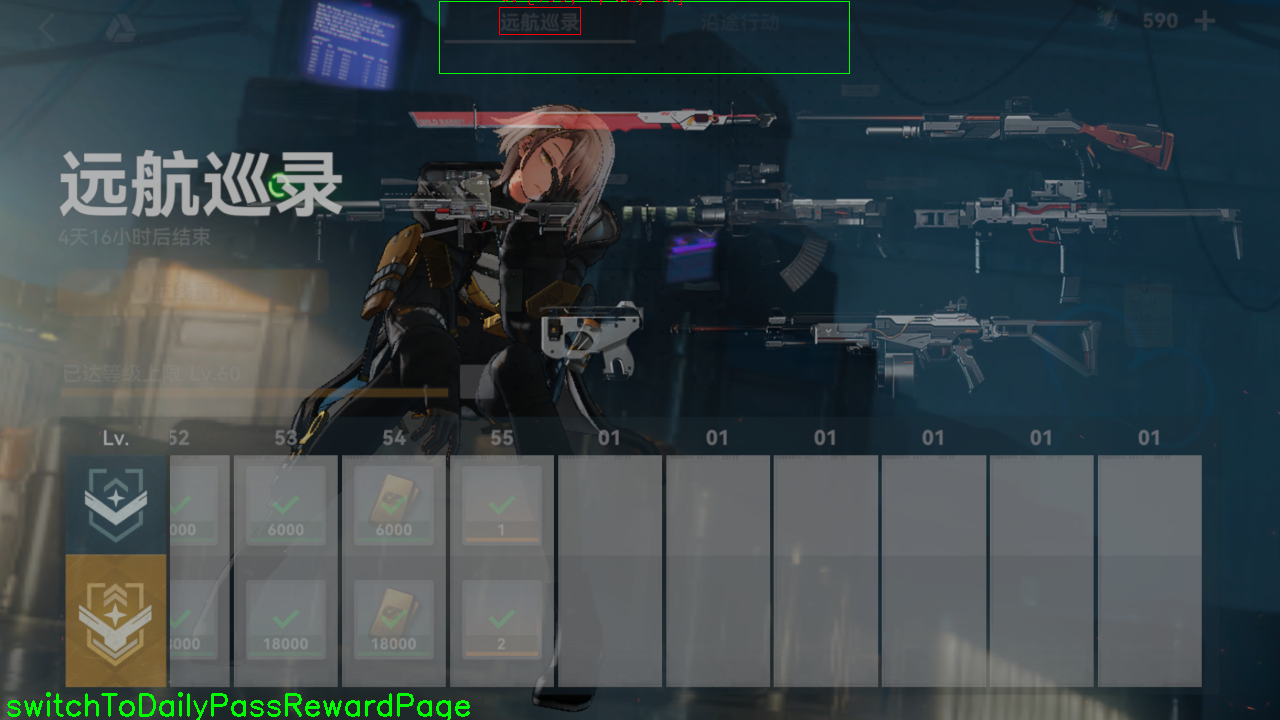 远航巡录 沿途行动 590
远航巡录
4天16小时后结束
已达等级上限 Lv.60
Lv. 52 53 54 55 01 01 01 01 01 01
000 6000 6000 1
18000 18000 2
switchToDailyPassRewardPage